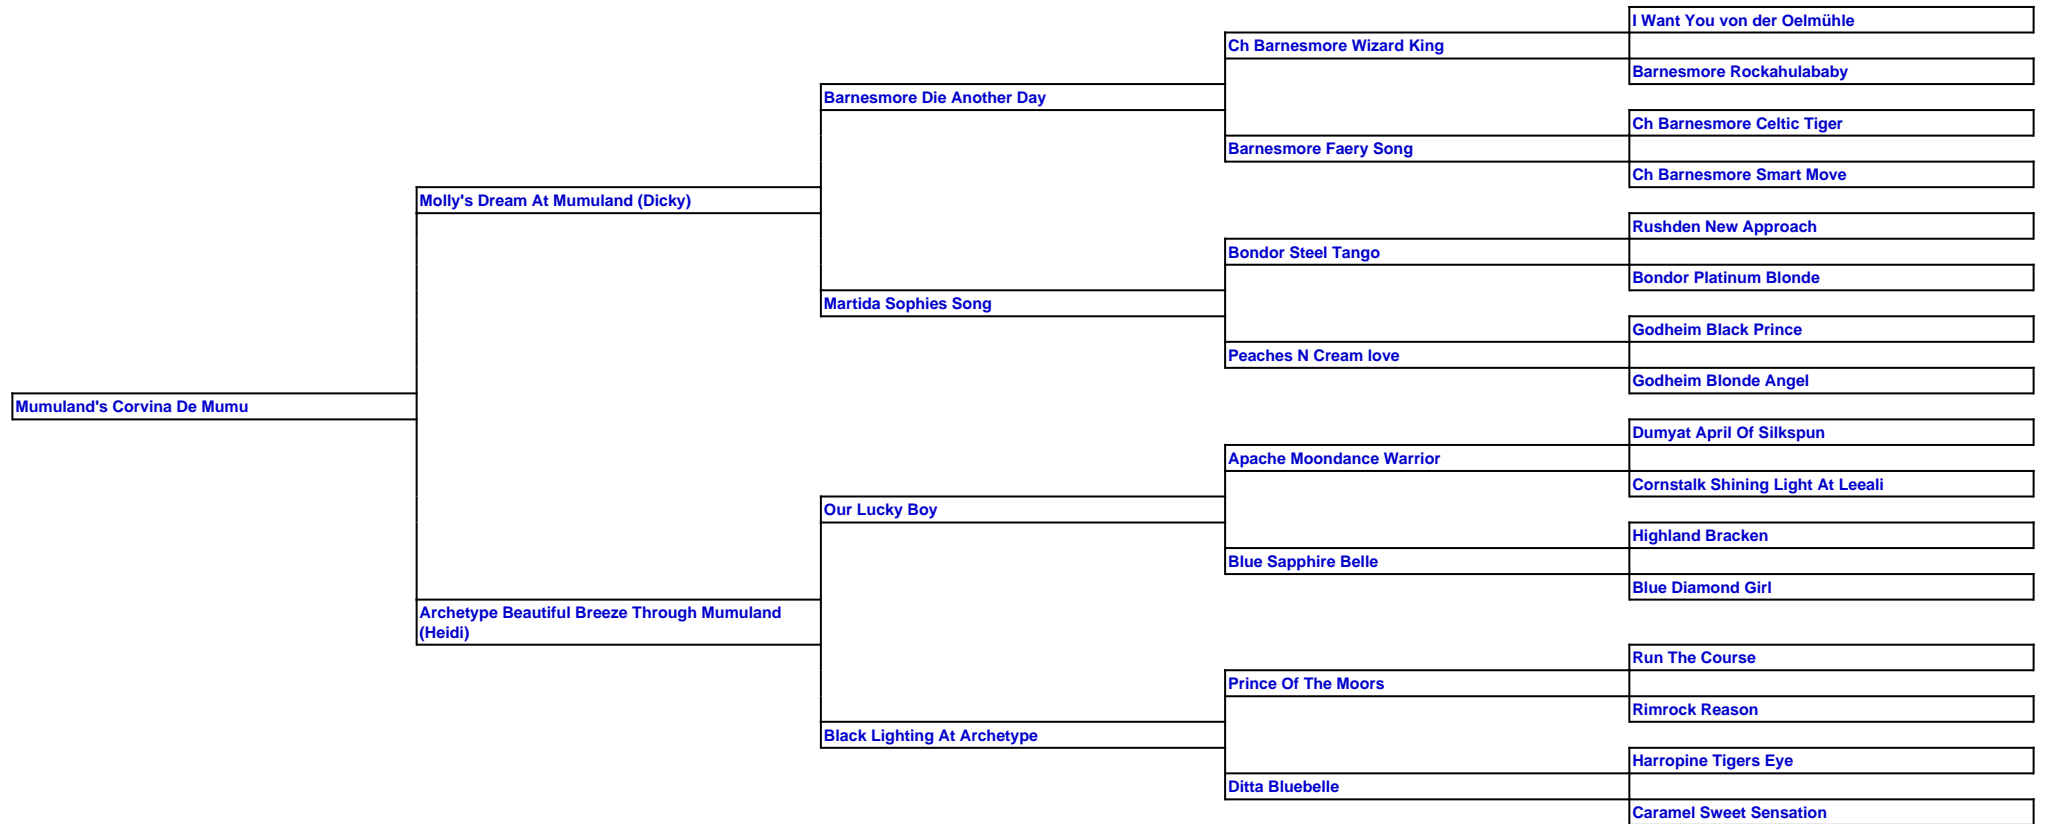 I Want You von der Oelmühle
Ch Barnesmore Wizard King
Barnesmore Rockahulababy
Barnesmore Die Another Day
Ch Barnesmore Celtic Tiger
Barnesmore Faery Song
Ch Barnesmore Smart Move
Molly's Dream At Mumuland (Dicky)
Rushden New Approach
Bondor Steel Tango
Bondor Platinum Blonde
Martida Sophies Song
Godheim Black Prince
Peaches N Cream love
Godheim Blonde Angel
Mumuland's Corvina De Mumu
Dumyat April Of Silkspun
Apache Moondance Warrior
Cornstalk Shining Light At Leeali
Our Lucky Boy
Highland Bracken
Blue Sapphire Belle
Blue Diamond Girl
Archetype Beautiful Breeze Through Mumuland
(Heidi)
Run The Course
Prince Of The Moors
Rimrock Reason
Black Lighting At Archetype
Harropine Tigers Eye
Ditta Bluebelle
Caramel Sweet Sensation